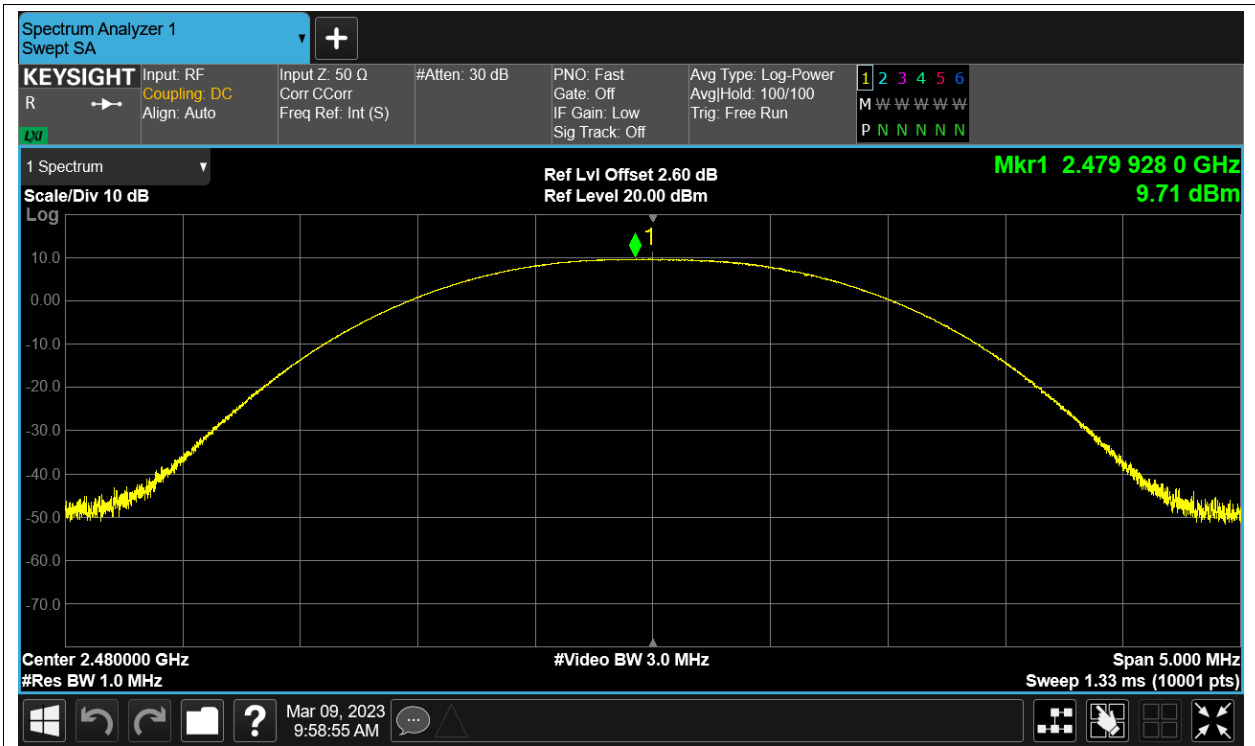 Spectrum Analyzer 1
Swept SA
KEYSIGHT
R
LXI
Input: RF
Coupling: DC
Align: Auto
Input Z: 50 Ω
Corr CCorr
Freq Ref: Int (S)
#Atten: 30 dB
PNO: Fast
Gate: Off
IF Gain: Low
Sig Track: Off
Avg Type: Log-Power
Avg|Hold: 100/100
Trig: Free Run
1 2 3 4 5 6
M W W W W W
P N N N N N
1 Spectrum
Scale/Div 10 dB
Log
Ref Lvl Offset 2.60 dB
Ref Level 20.00 dBm
Mkr1 2.479 928 0 GHz
9.71 dBm
1
10.0
0.00
-10.0
-20.0
-30.0
-40.0
-50.0
-60.0
-70.0
Center 2.480000 GHz
#Res BW 1.0 MHz
#Video BW 3.0 MHz
Span 5.000 MHz
Sweep 1.33 ms (10001 pts)
?
Mar 09, 2023
9:58:55 AM